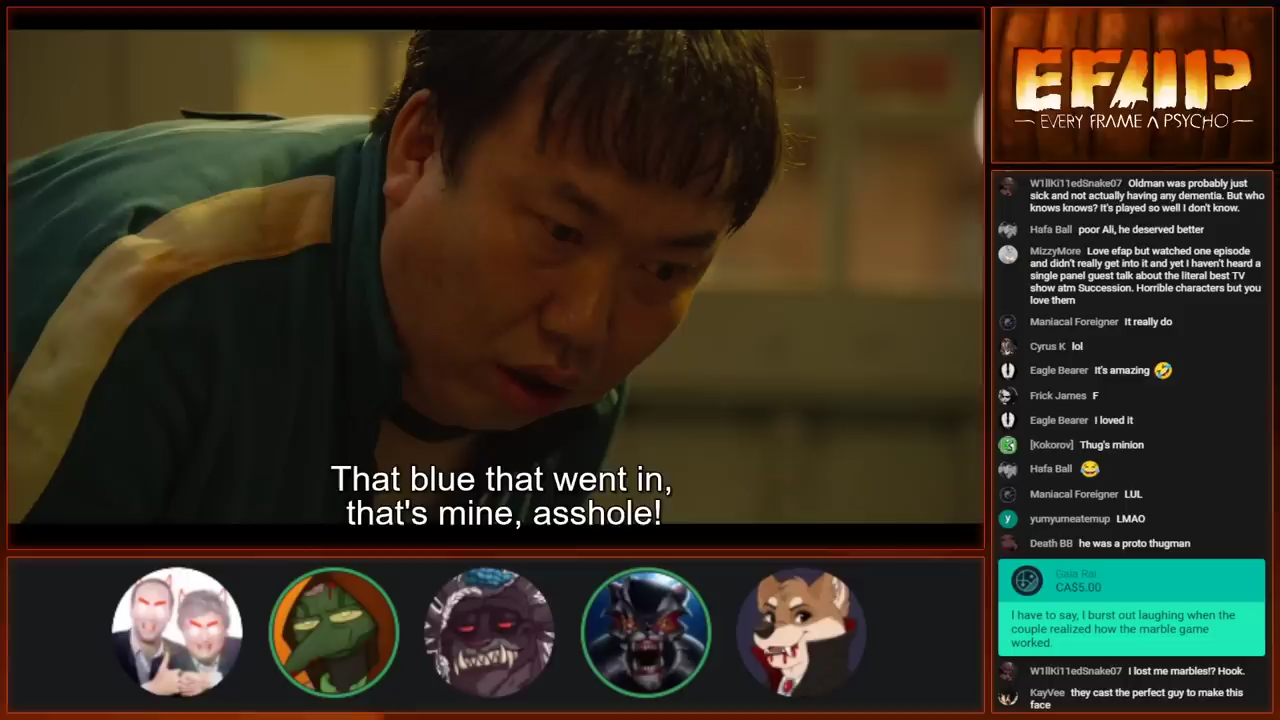 That blue that went in,
that's mine, asshole!
EFAP
EVERY FRAME A PSYCHO
W1llKi11edSnake07 Oldman was probably just
sick and not actually having any dementia. But who
knows knows? It's played so well I don't know.
Hafa Ball poor Ali, he deserved better
MizzyMore Love efap but watched one episode
and didn't really get into it and yet I haven't heard a
single panel guest talk about the literal best TV
show atm Succession. Horrible characters but you
love them
Maniacal Foreigner It really do
Cyrus K lol
Eagle Bearer It's amazing 🤣
Frick James F
Eagle Bearer I loved it
[Kokorov] Thug's minion
Hafa Ball 😂
Maniacal Foreigner LUL
y
yumyumeatemup LMAO
Death BB he was a proto thugman
Gaia Rai
CA$5.00
I have to say, I burst out laughing when the
couple realized how the marble game
worked.
W1llKi11edSnake07 I lost me marbles!? Hook.
KayVee they cast the perfect guy to make this
face